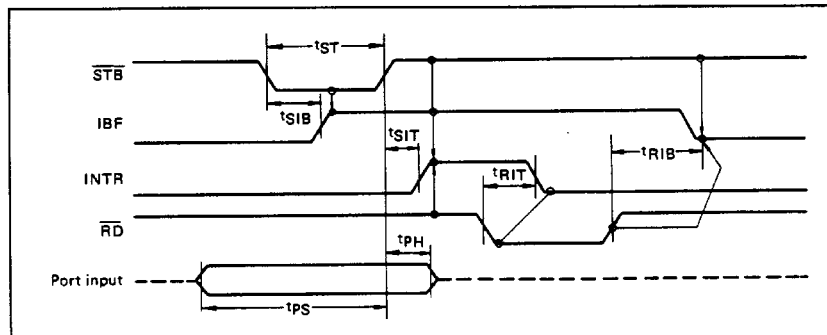 tST
STB
tSIB
IBF
tSIT
tRIB
INTR
tRIT
RD
tPH
Port input
tPS